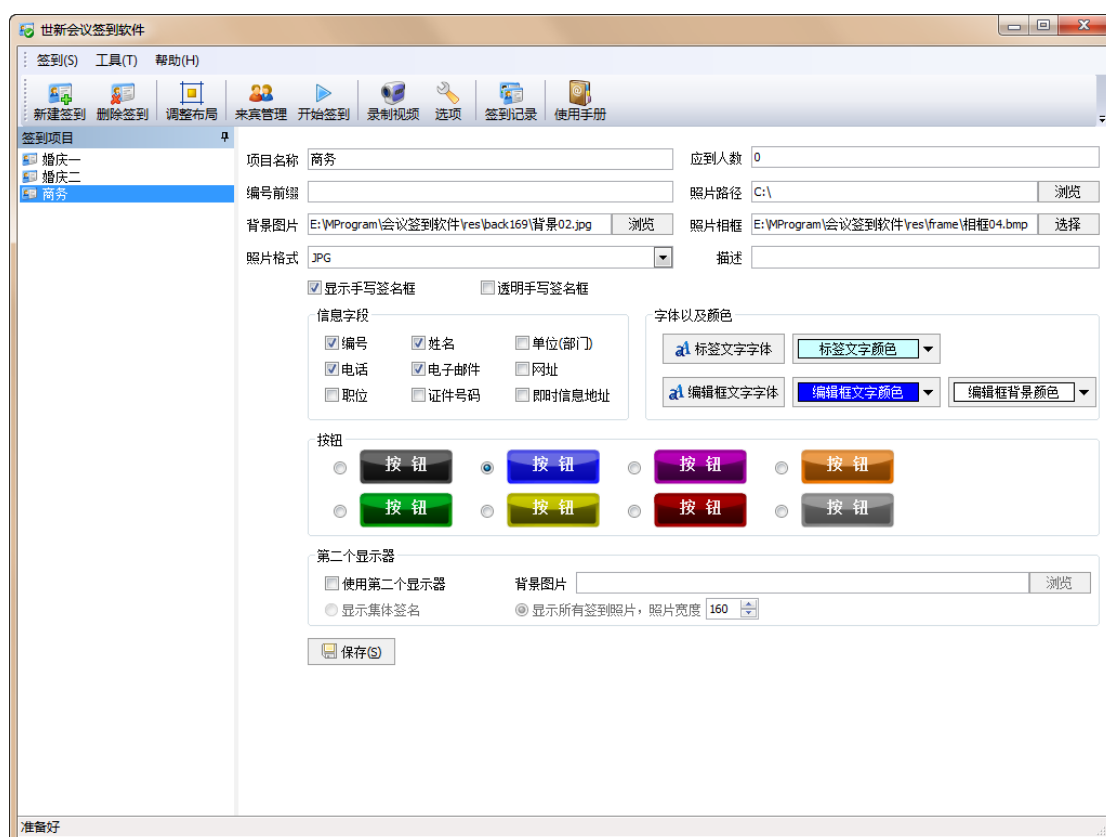 世新会议签到软件
签到(S) 工具(T) 帮助(H)
新建签到 删除签到 调整布局 来宾管理 开始签到 录制视频 选项 签到记录 使用手册
签到项目
婚庆一
婚庆二
商务
项目名称 商务 应到人数 0
编号前缀 照片路径 C:\ 浏览
背景图片 E:\MProgram\会议签到软件\res\back169\背景02.jpg 浏览 照片相框 E:\MProgram\会议签到软件\res\frame\相框04.bmp 选择
照片格式 JPG 描述
显示手写签名框 透明手写签名框
信息字段 字体以及颜色
编号 姓名 单位(部门) aI 标签文字字体 标签文字颜色
电话 电子邮件 网址
职位 证件号码 即时信息地址 aI 编辑框文字字体 编辑框文字颜色 编辑框背景颜色
按钮
按 钮 按 钮 按 钮 按 钮
按 钮 按 钮 按 钮 按 钮
第二个显示器
使用第二个显示器 背景图片 浏览
显示集体签名 显示所有签到照片，照片宽度 160
保存(S)
准备好